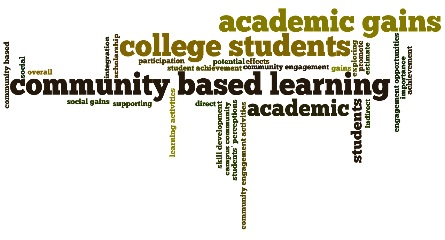 academic gains
college students
participation
potential effects
student achievement
community engagement
gains
exploring
promote
estimate
integration
scholarship
community based
social
overall
community based learning
engagement opportunities
importance
achievement
social gains
supporting
direct
academic
students
indirect
learning activities
skill development
campus community
students' perceptions
community engagement activities